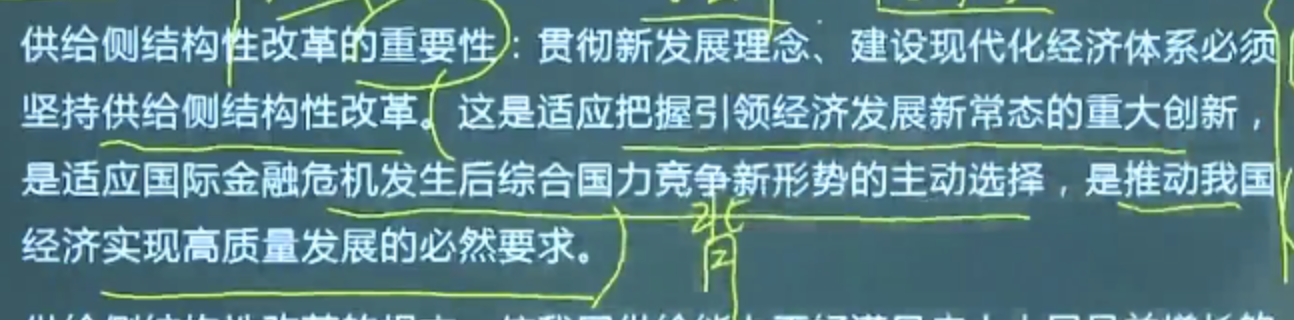 供给侧结构性改革的重要性：贯彻新发展理念、建设现代化经济体系必须
坚持供给侧结构性改革。这是适应把握引领经济发展新常态的重大创新，
是适应国际金融危机发生后综合国力竞争新形势的主动选择，是推动我国
经济实现高质量发展的必然要求。